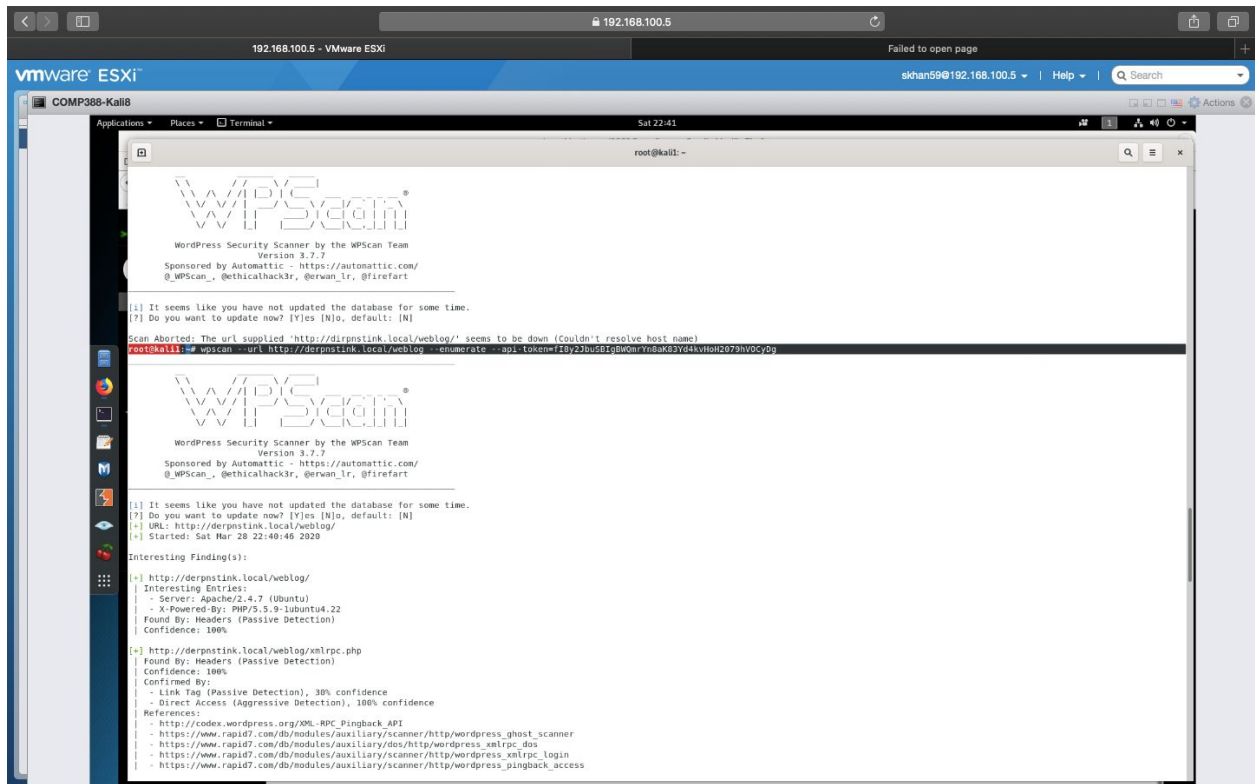 192.168.100.5
192.168.100.5 - VMware ESXi
Failed to open page
vmware ESXi
skhan59@192.168.100.5
Help
Search
COMP388-Kali8
Actions
Applications
Places
Terminal
Sat 22:41
1
root@kali1: ~
WordPress Security Scanner by the WPScan Team
Version 3.7.7
Sponsored by Automattic - https://automattic.com/
@_WPScan_, @ethicalhack3r, @erwan_lr, @firefart
[i] It seems like you have not updated the database for some time.
[?] Do you want to update now? [Y]es [N]o, default: [N]
Scan Aborted: The url supplied 'http://dirpnstink.local/weblog/' seems to be down (Couldn't resolve host name)
root@kali1:~# wpscan --url http://derpnstink.local/weblog --enumerate --api-token=fI8y2JbuSBIgBWQmrYn8aK83Yd4kvHoH2079hVOCyDg
WordPress Security Scanner by the WPScan Team
Version 3.7.7
Sponsored by Automattic - https://automattic.com/
@_WPScan_, @ethicalhack3r, @erwan_lr, @firefart
[i] It seems like you have not updated the database for some time.
[?] Do you want to update now? [Y]es [N]o, default: [N]
[+] URL: http://derpnstink.local/weblog/
[+] Started: Sat Mar 28 22:40:46 2020
Interesting Finding(s):
[+] http://derpnstink.local/weblog/
| Interesting Entries:
|  - Server: Apache/2.4.7 (Ubuntu)
|  - X-Powered-By: PHP/5.5.9-1ubuntu4.22
| Found By: Headers (Passive Detection)
| Confidence: 100%
[+] http://derpnstink.local/weblog/xmlrpc.php
| Found By: Headers (Passive Detection)
| Confidence: 100%
| Confirmed By:
|  - Link Tag (Passive Detection), 30% confidence
|  - Direct Access (Aggressive Detection), 100% confidence
| References:
|  - http://codex.wordpress.org/XML-RPC_Pingback_API
|  - https://www.rapid7.com/db/modules/auxiliary/scanner/http/wordpress_ghost_scanner
|  - https://www.rapid7.com/db/modules/auxiliary/dos/http/wordpress_xmlrpc_dos
|  - https://www.rapid7.com/db/modules/auxiliary/scanner/http/wordpress_xmlrpc_login
|  - https://www.rapid7.com/db/modules/auxiliary/scanner/http/wordpress_pingback_access